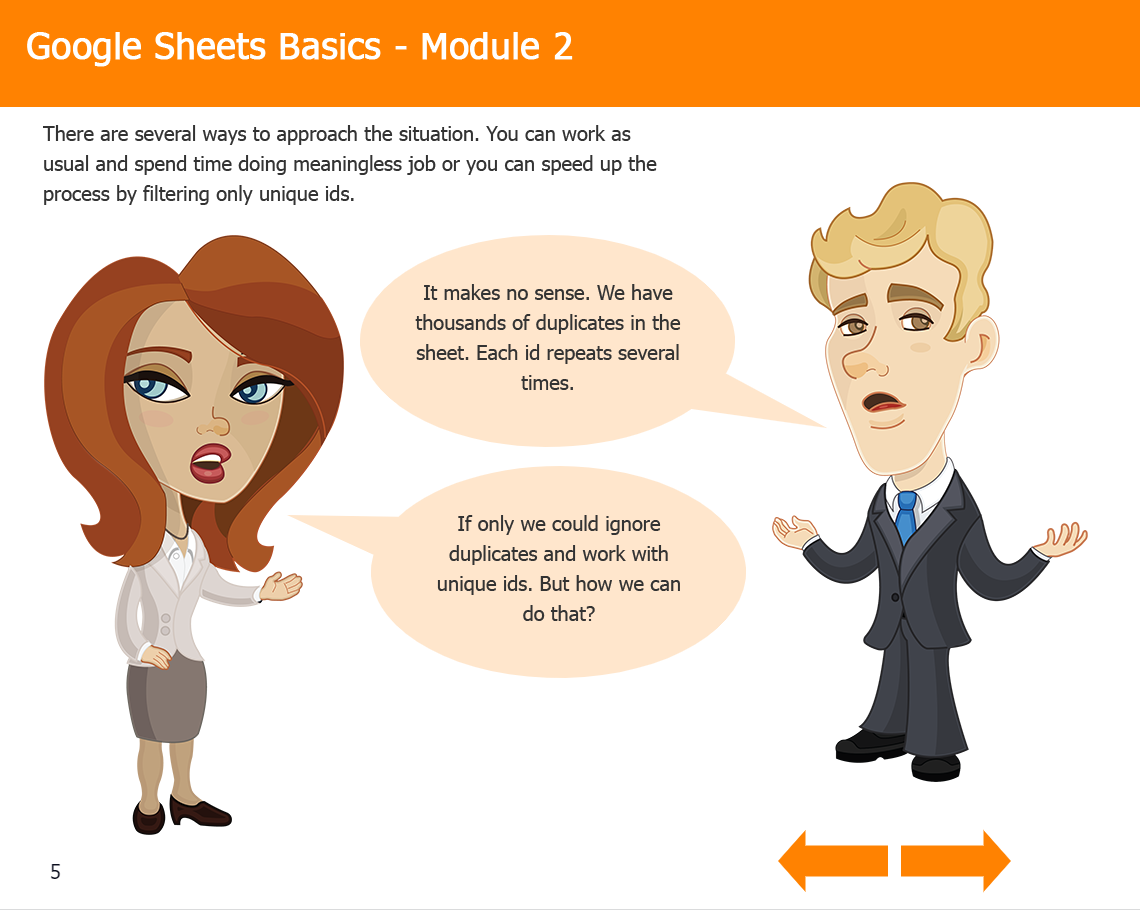 Google Sheets Basics - Module 2
There are several ways to approach the situation. You can work as
usual and spend time doing meaningless job or you can speed up the
process by filtering only unique ids.
It makes no sense. We have
thousands of duplicates in the
sheet. Each id repeats several
times.
If only we could ignore
duplicates and work with
unique ids. But how we can
do that?
5